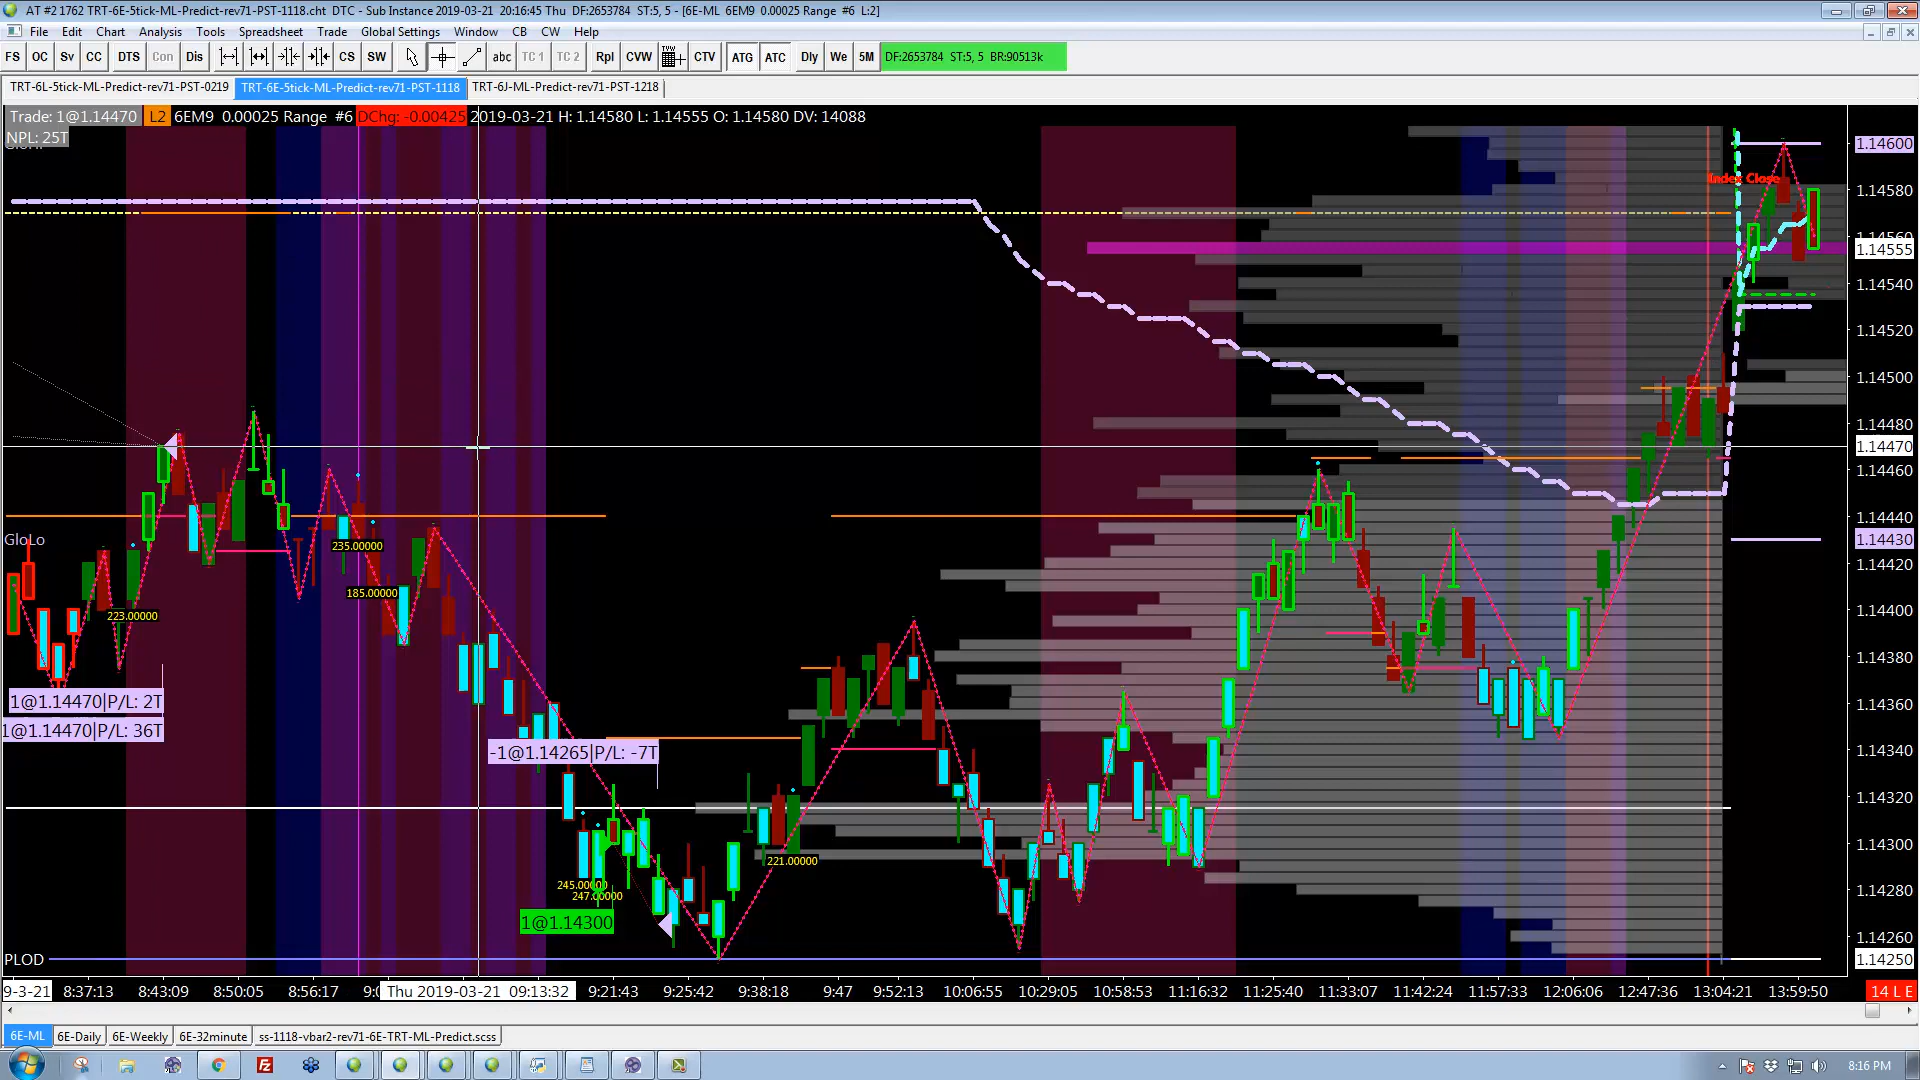 AT #2 1762 TRT-6E-5tick-ML-Predict-rev71-PST-1118.cht DTC - Sub Instance 2019-03-21 20:16:45 Thu DF:2653784 ST:5, 5 - [6E-ML 6EM9 0.00025 Range #6 L:2]
File Edit Chart Analysis Tools Spreadsheet Trade Global Settings Window CB CW Help
FS OC Sv CC DTS Con Dis CS SW abc TC 1 TC 2 Rpl CVW CTV ATG ATC Dly We 5M DF:2653784 ST:5, 5 BR:90513k
TRT-6L-5tick-ML-Predict-rev71-PST-0219 TRT-6E-5tick-ML-Predict-rev71-PST-1118 TRT-6J-ML-Predict-rev71-PST-1218
Trade: 1@1.14470 L2 6EM9 0.00025 Range #6 DChg: -0.00425 2019-03-21 H: 1.14580 L: 1.14555 O: 1.14580 DV: 14088
NPL: 25T
1.14600
Index Close
1.14580
1.14560
1.14555
1.14540
1.14520
1.14500
1.14480
1.14470
1.14460
1.14440
GloLo
1.14430
235.00000
1.14420
185.00000
1.14400
223.00000
1.14380
1@1.14470|P/L: 2T
1.14360
1@1.14470|P/L: 36T
-1@1.14265|P/L: -7T
1.14340
1.14320
1.14300
221.00000
245.00000
1.14280
247.00000
1@1.14300
1.14260
PLOD
1.14250
9-3-21 8:37:13 8:43:09 8:50:05 8:56:17 Thu 2019-03-21 09:13:32 9:21:43 9:25:42 9:38:18 9:47 9:52:13 10:06:55 10:29:05 10:58:53 11:16:32 11:25:40 11:33:07 11:42:24 11:57:33 12:06:06 12:47:36 13:04:21 13:59:50 14 L E
6E-ML 6E-Daily 6E-Weekly 6E-32minute ss-1118-vbar2-rev71-6E-TRT-ML-Predict.scss
8:16 PM